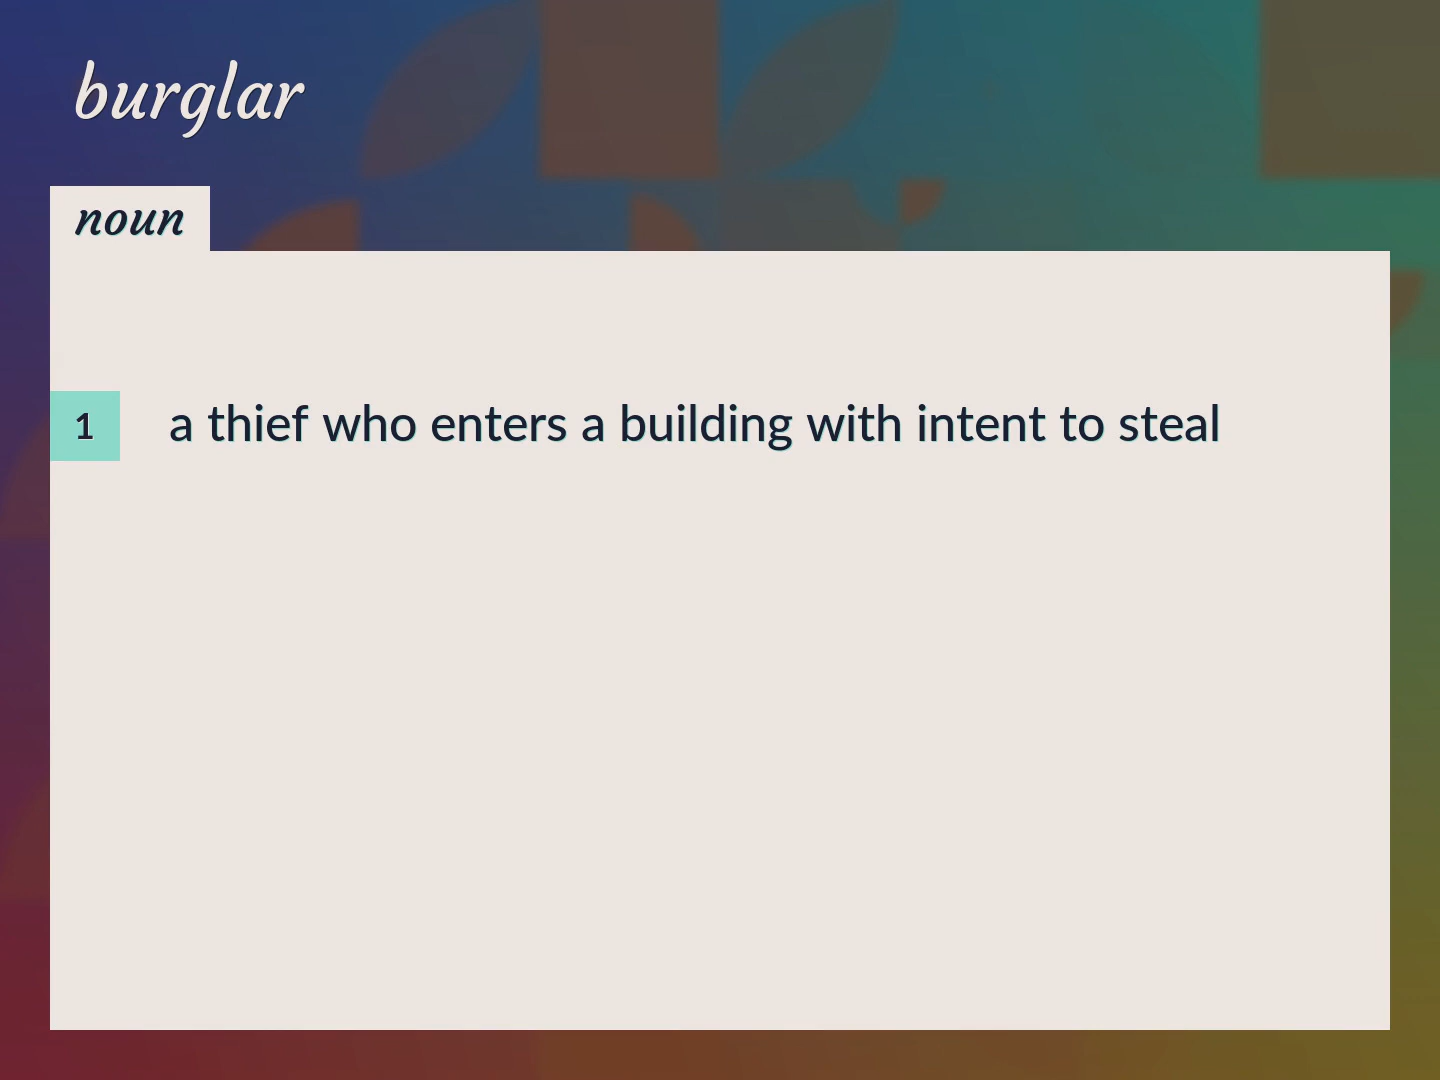 burglar
noun
1 a thief who enters a building with intent to steal